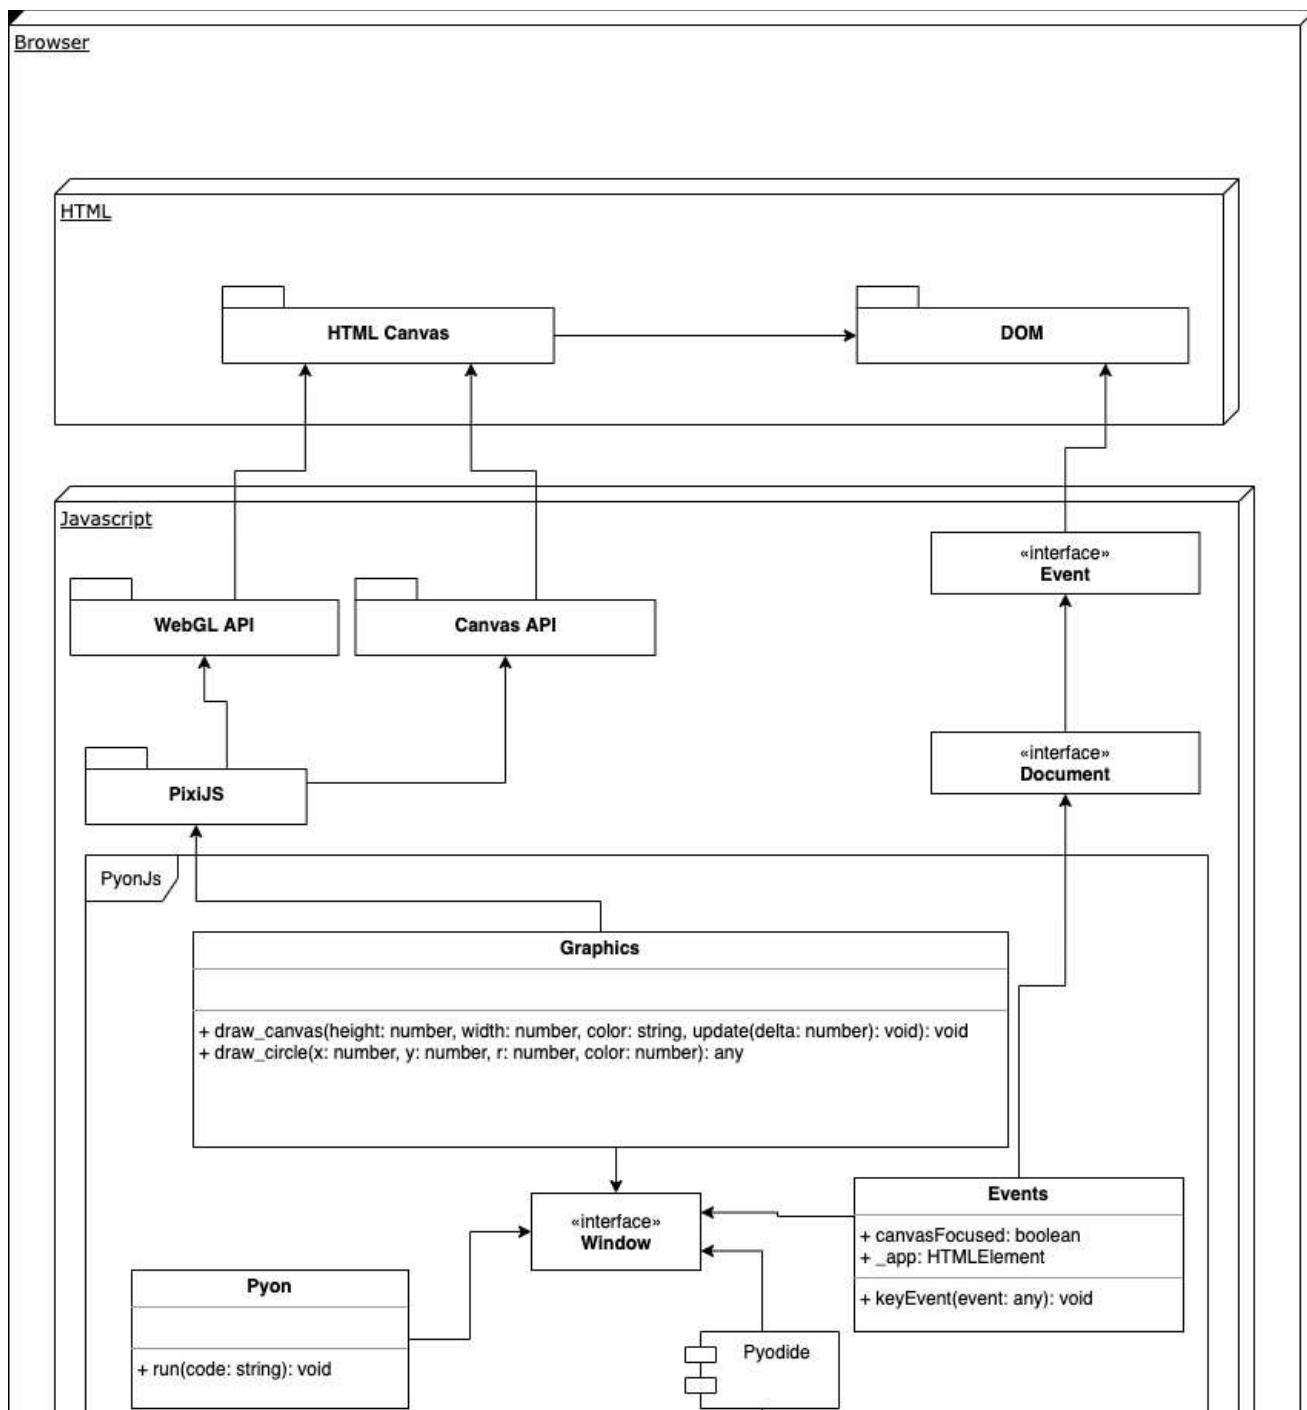 Browser
HTML
HTML Canvas
DOM
Javascript
«interface»
Event
WebGL API
Canvas API
«interface»
Document
PixiJS
PyonJs
Graphics
+ draw_canvas(height: number, width: number, color: string, update(delta: number): void): void
+ draw_circle(x: number, y: number, r: number, color: number): any
«interface»
Window
Events
+ canvasFocused: boolean
+ _app: HTMLElement
+ keyEvent(event: any): void
Pyon
+ run(code: string): void
Pyodide